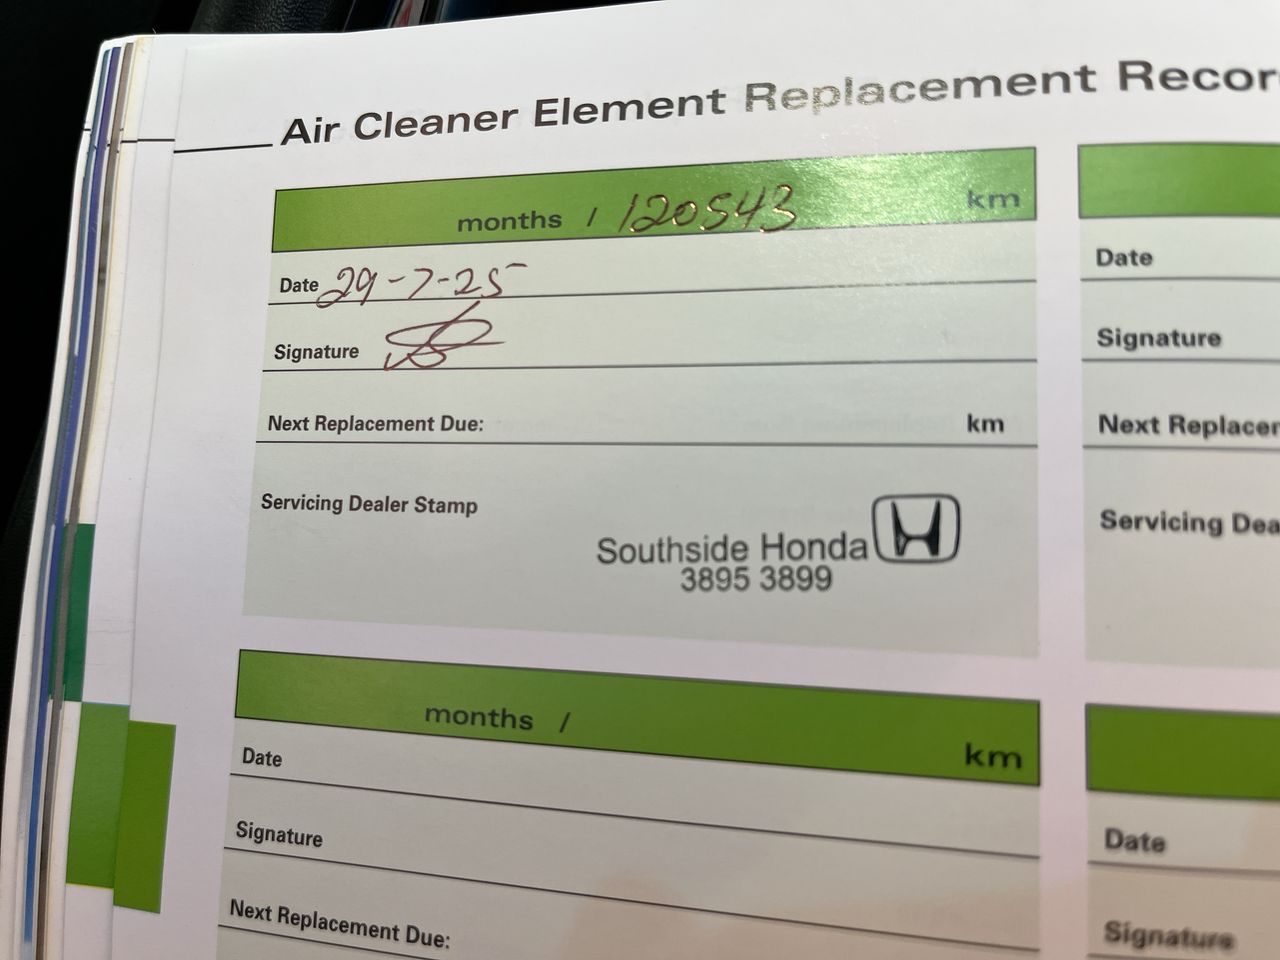 Air Cleaner Element Replacement Recor
months / 120543 km
Date 29-7-25
Signature
Next Replacement Due: km
Servicing Dealer Stamp
Southside Honda
3895 3899
Date
Signature
Next Replacer
Servicing Dea
months / km
Date
Signature
Next Replacement Due:
Date
Signature